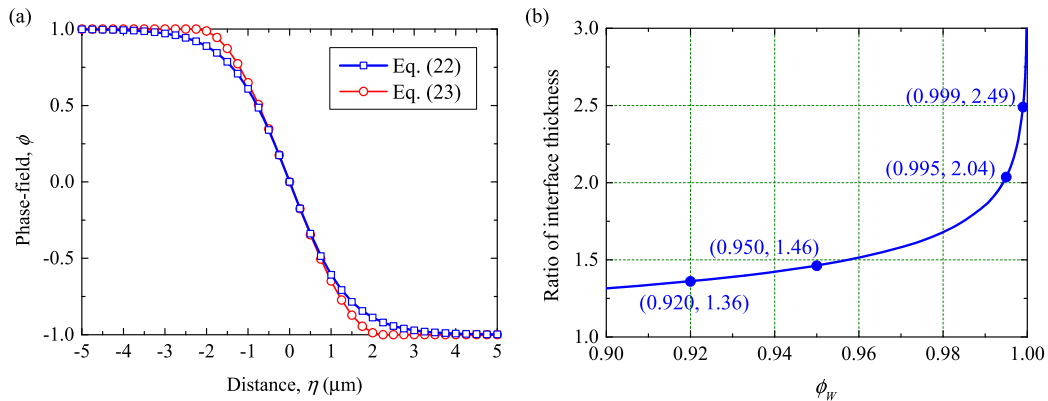 (a)
1.0
0.5
0.0
-0.5
-1.0
Phase-field, ϕ
Eq. (22)
Eq. (23)
-5 -4 -3 -2 -1 0 1 2 3 4 5
Distance, η (μm)
(b)
3.0
2.5
2.0
1.5
1.0
Ratio of interface thickness
(0.999, 2.49)
(0.995, 2.04)
(0.950, 1.46)
(0.920, 1.36)
0.90 0.92 0.94 0.96 0.98 1.00
ϕW